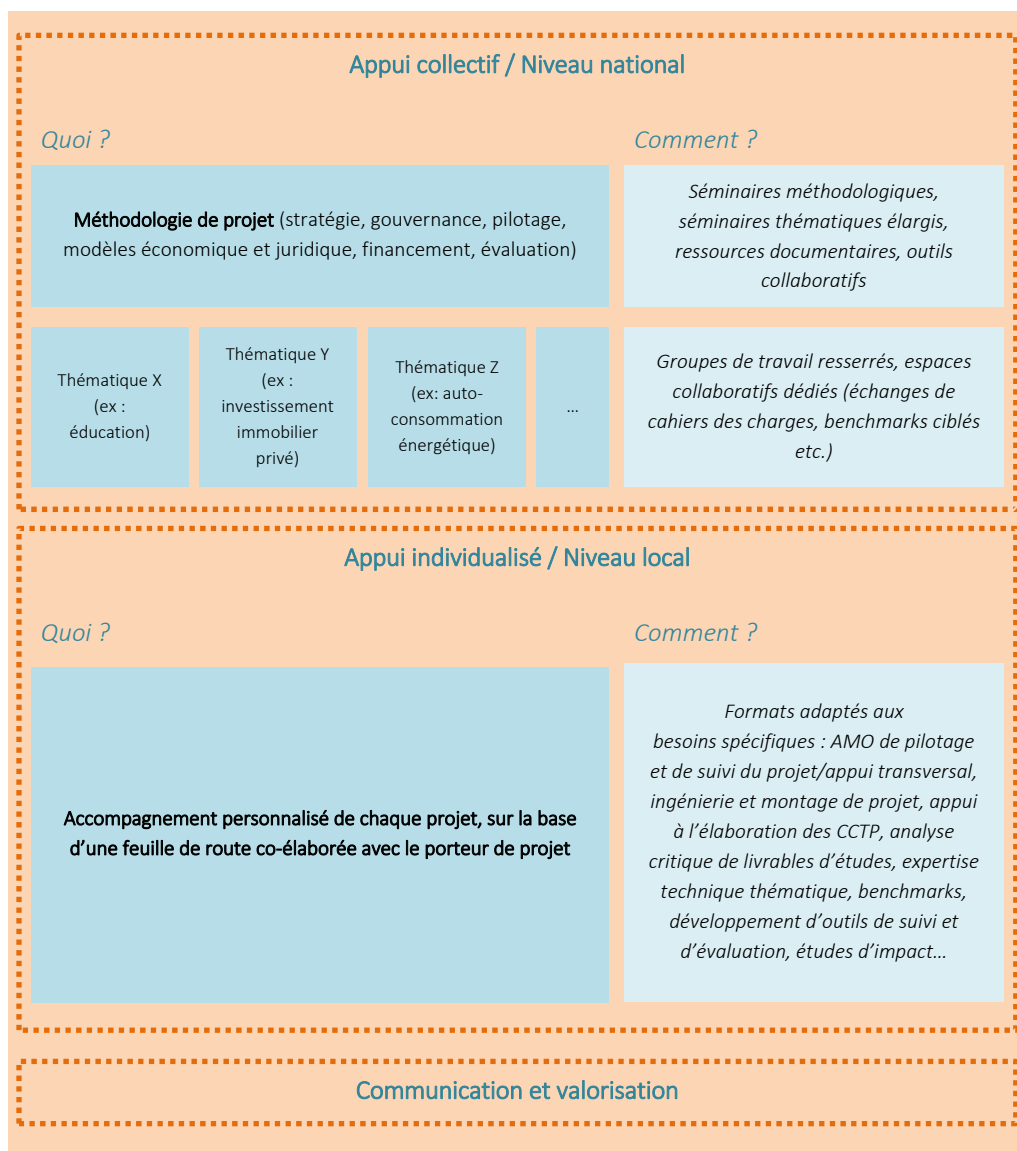 Appui collectif / Niveau national
Quoi ?
Comment ?
Méthodologie de projet (stratégie, gouvernance, pilotage,
modèles économique et juridique, financement, évaluation)
Séminaires méthodologiques,
séminaires thématiques élargis,
ressources documentaires, outils
collaboratifs
Thématique X
(ex :
éducation)
Thématique Y
(ex :
investissement
immobilier
privé)
Thématique Z
(ex: auto-
consommation
énergétique)
…
Groupes de travail resserrés, espaces
collaboratifs dédiés (échanges de
cahiers des charges, benchmarks ciblés
etc.)
Appui individualisé / Niveau local
Quoi ?
Comment ?
Accompagnement personnalisé de chaque projet, sur la base
d’une feuille de route co-élaborée avec le porteur de projet
Formats adaptés aux
besoins spécifiques : AMO de pilotage
et de suivi du projet/appui transversal,
ingénierie et montage de projet, appui
à l’élaboration des CCTP, analyse
critique de livrables d’études, expertise
technique thématique, benchmarks,
développement d’outils de suivi et
d’évaluation, études d’impact…
Communication et valorisation